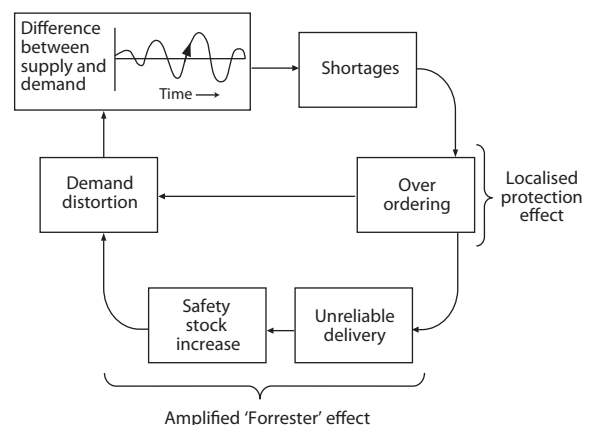 Difference
between
supply and
demand
Time
Shortages
Demand
distortion
Over
ordering
Localised
protection
effect
Safety
stock
increase
Unreliable
delivery
Amplified 'Forrester' effect